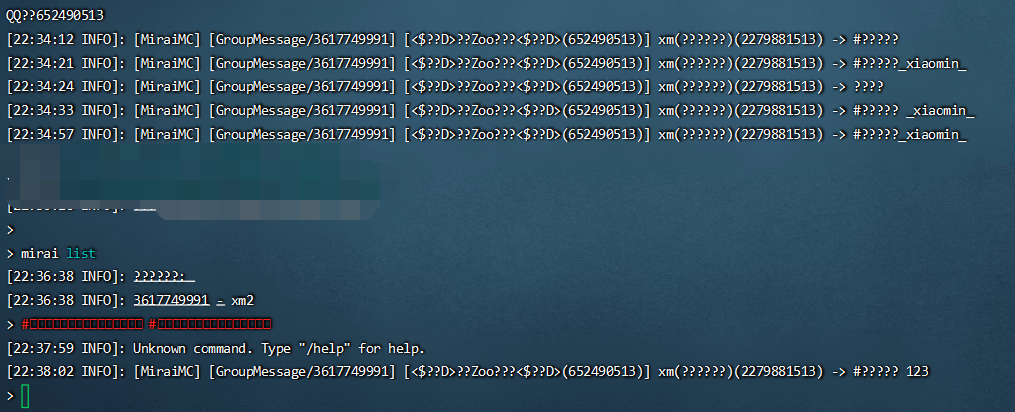 QQ??652490513
[22:34:12 INFO]: [MiraiMC] [GroupMessage/3617749991] [<$??D>??Zoo???<$??D>(652490513)] xm(??????)(2279881513) -> #?????
[22:34:21 INFO]: [MiraiMC] [GroupMessage/3617749991] [<$??D>??Zoo???<$??D>(652490513)] xm(??????)(2279881513) -> #?????_xiaomin_
[22:34:24 INFO]: [MiraiMC] [GroupMessage/3617749991] [<$??D>??Zoo???<$??D>(652490513)] xm(??????)(2279881513) -> ????
[22:34:33 INFO]: [MiraiMC] [GroupMessage/3617749991] [<$??D>??Zoo???<$??D>(652490513)] xm(??????)(2279881513) -> #????? _xiaomin_
[22:34:57 INFO]: [MiraiMC] [GroupMessage/3617749991] [<$??D>??Zoo???<$??D>(652490513)] xm(??????)(2279881513) -> #?????_xiaomin_
>
> mirai list
[22:36:38 INFO]: ??????:
[22:36:38 INFO]: 3617749991 - xm2
> #□□□□□□□□□□□□□□□ #□□□□□□□□□□□□□□□
[22:37:59 INFO]: Unknown command. Type "/help" for help.
[22:38:02 INFO]: [MiraiMC] [GroupMessage/3617749991] [<$??D>??Zoo???<$??D>(652490513)] xm(??????)(2279881513) -> #????? 123
>